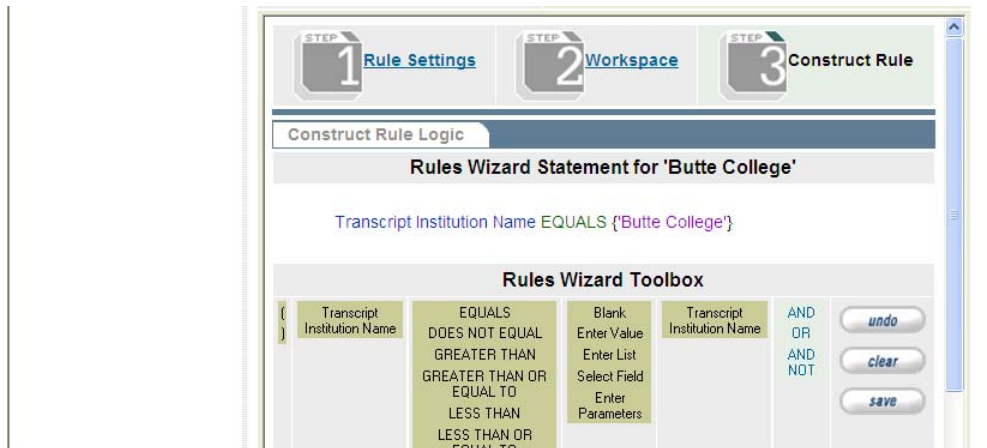 STEP 1 Rule Settings
STEP 2 Workspace
STEP 3 Construct Rule
Construct Rule Logic
Rules Wizard Statement for 'Butte College'
Transcript Institution Name EQUALS {'Butte College'}
Rules Wizard Toolbox
(
)
Transcript
Institution Name
EQUALS
DOES NOT EQUAL
GREATER THAN
GREATER THAN OR
EQUAL TO
LESS THAN
LESS THAN OR
EQUAL TO
Blank
Enter Value
Enter List
Select Field
Enter
Parameters
Transcript
Institution Name
AND
OR
AND
NOT
undo
clear
save